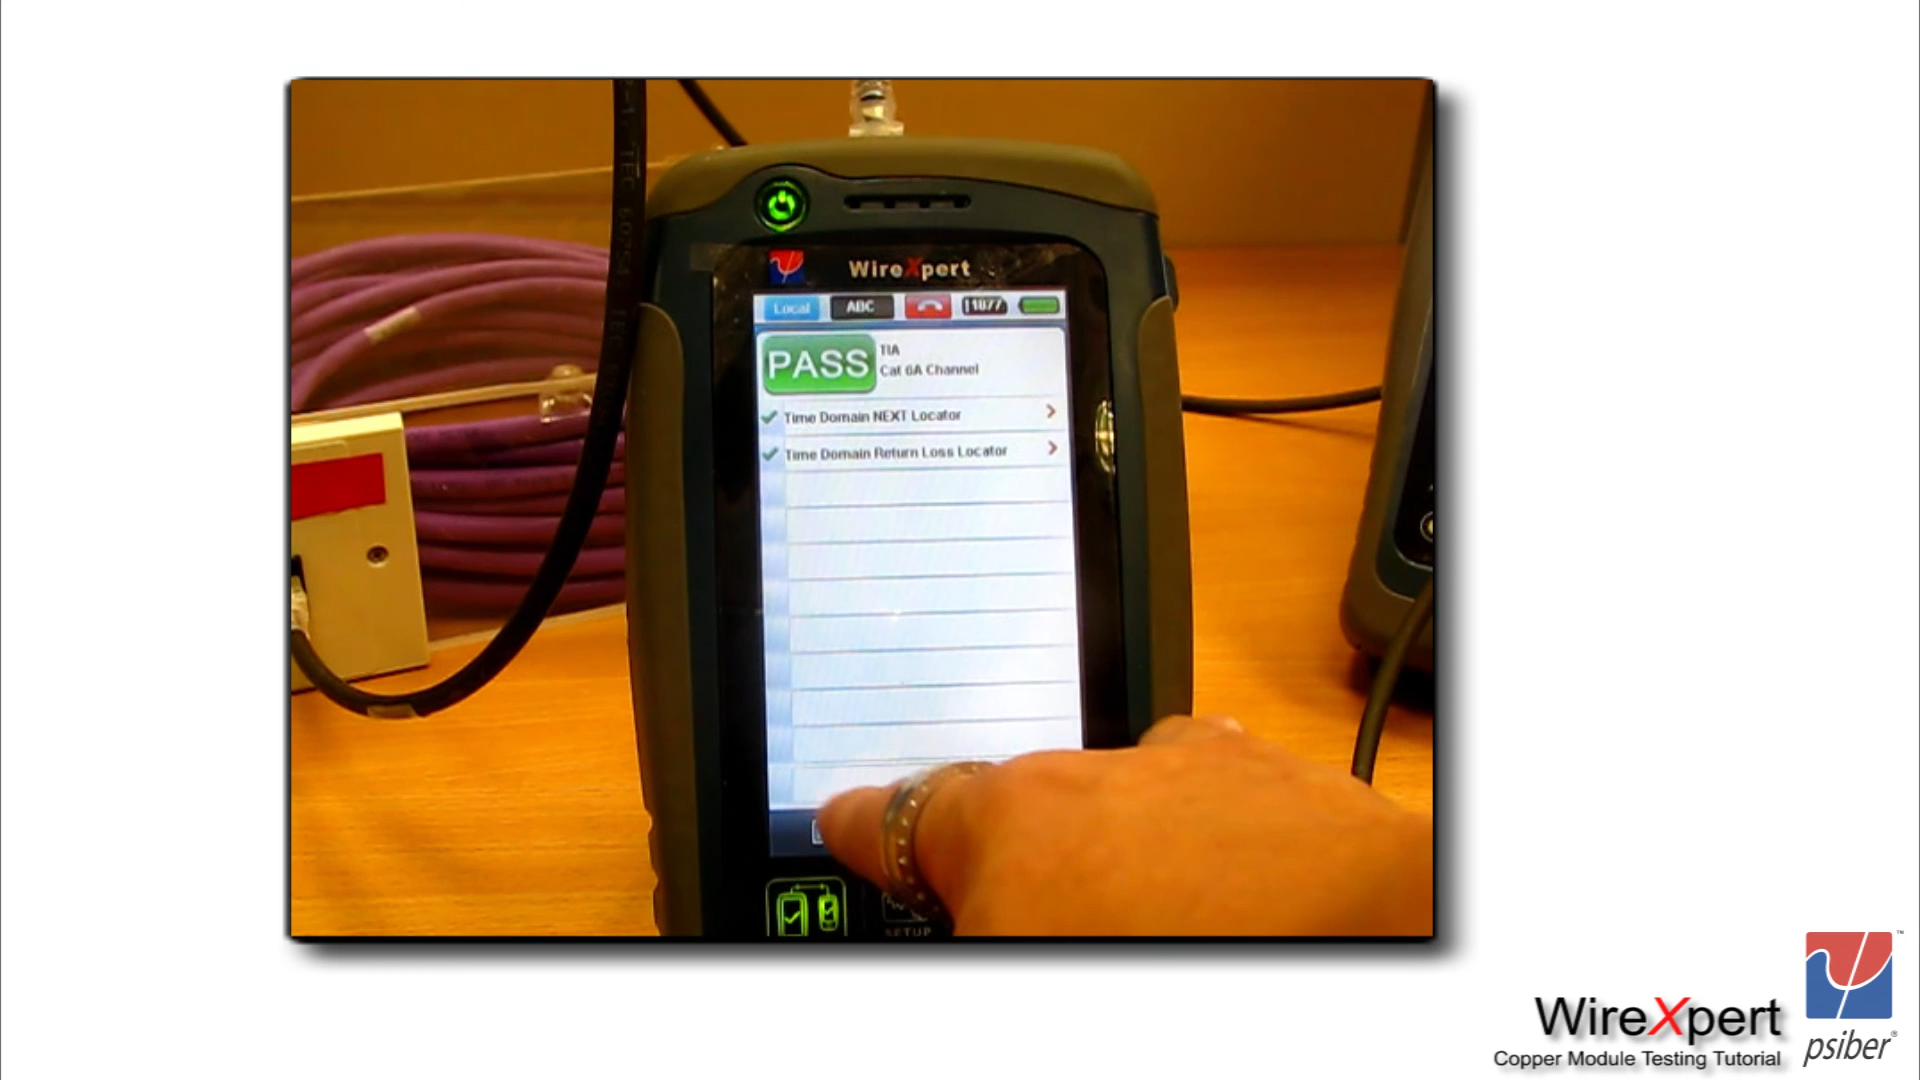 WireXpert
Local ABC 1877
PASS
TIA
Cat 6A Channel
Time Domain NEXT Locator
Time Domain Return Loss Locator
SETUP
WireXpert
Copper Module Testing Tutorial
psiber